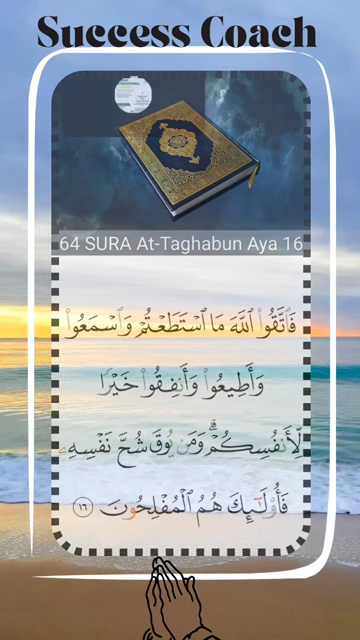 Success Coach
64 SURA At-Taghabun Aya 16
فَٱتَّقُوا۟ ٱللَّهَ مَا ٱسْتَطَعْتُمْ وَٱسْمَعُوا۟
وَأَطِيعُوا۟ وَأَنفِقُوا۟ خَيْرًا
لِّأَنفُسِكُمْ ۗ وَمَن يُوقَ شُحَّ نَفْسِهِۦ
فَأُو۟لَـٰٓئِكَ هُمُ ٱلْمُفْلِحُونَ ١٦